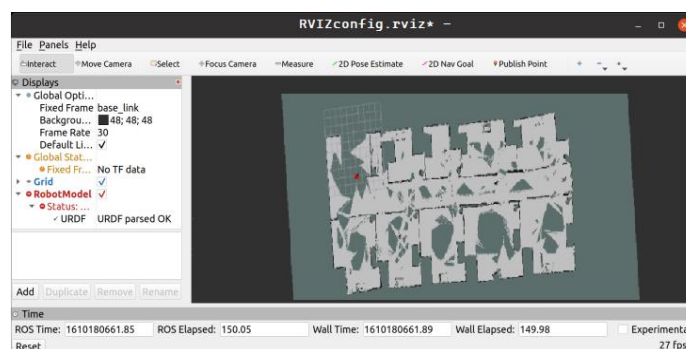 RVIZconfig.rviz* –
File Panels Help
Interact Move Camera Select Focus Camera Measure 2D Pose Estimate 2D Nav Goal Publish Point
Displays
Global Opti...
Fixed Frame base_link
Backgrou... 48; 48; 48
Frame Rate 30
Default Li...
Global Stat...
Fixed Fr... No TF data
Grid
RobotModel
Status: ...
URDF URDF parsed OK
Add Duplicate Remove Rename
Time
ROS Time: 1610180661.85 ROS Elapsed: 150.05 Wall Time: 1610180661.89 Wall Elapsed: 149.98 Experimenta
Reset 27 fps